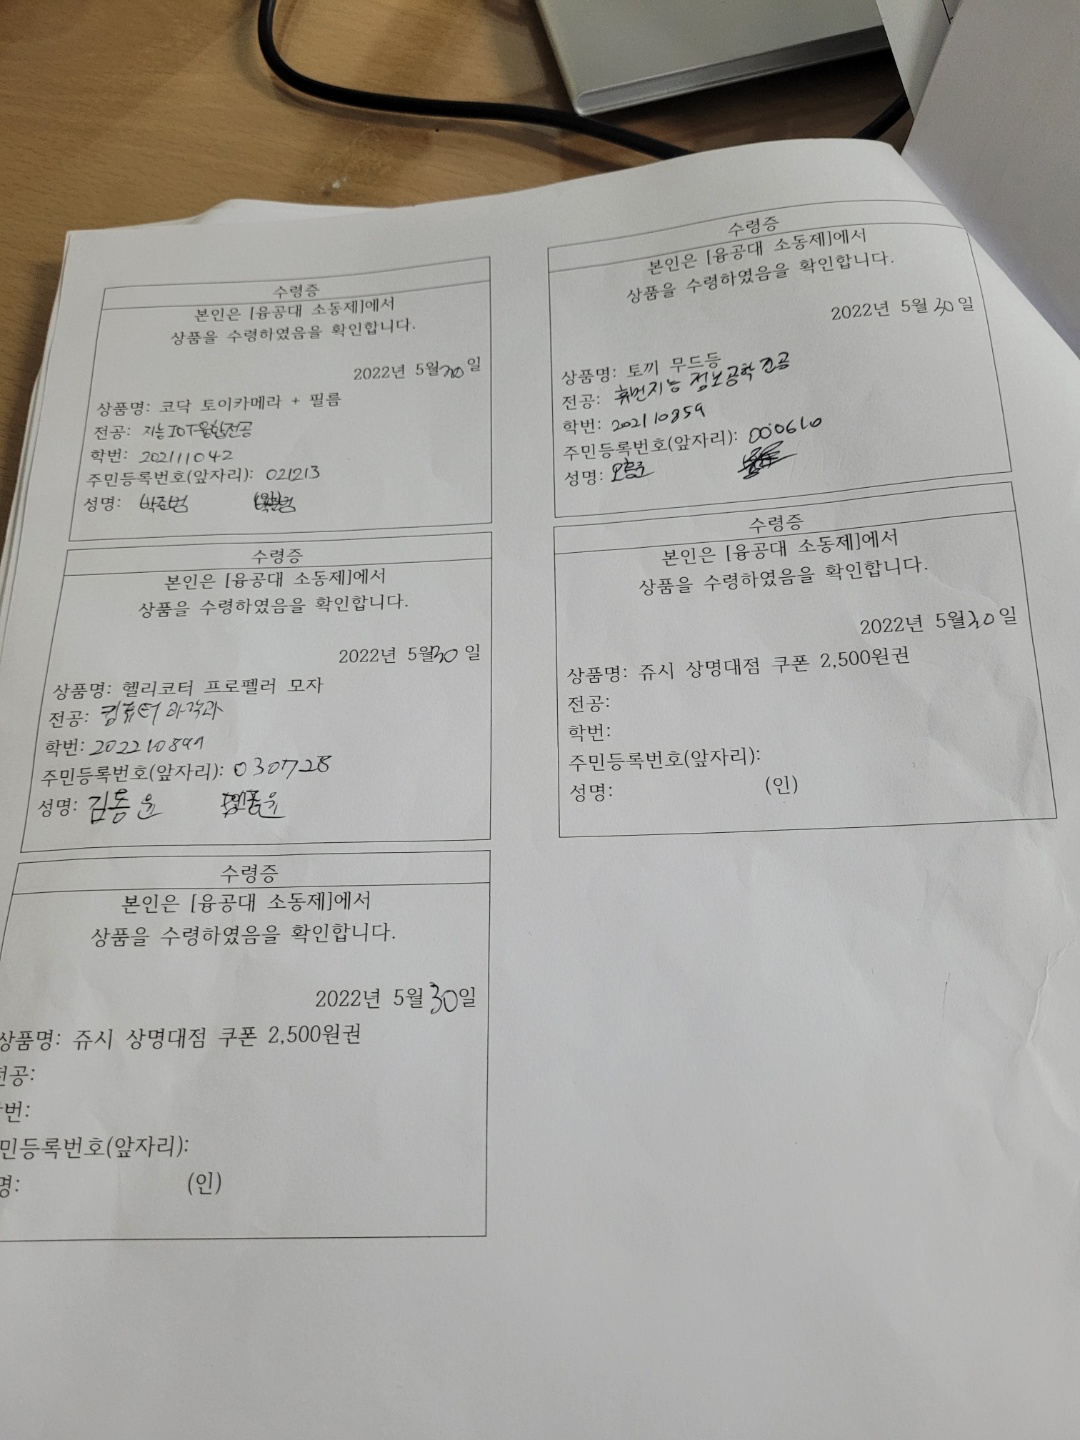 수령증
본인은 [융공대 소동제]에서
상품을 수령하였음을 확인합니다.
2022년 5월 30일
상품명: 코닥 토이카메라 + 필름
전공: 지능IOT융합전공
학번: 202111042
주민등록번호(앞자리): 021213
성명:
수령증
본인은 [융공대 소동제]에서
상품을 수령하였음을 확인합니다.
2022년 5월 30일
상품명: 헬리코터 프로펠러 모자
전공: 컴퓨터과학과
학번:
주민등록번호(앞자리): 030728
성명: 김동윤
수령증
본인은 [융공대 소동제]에서
상품을 수령하였음을 확인합니다.
2022년 5월 30일
상품명: 쥬시 상명대점 쿠폰 2,500원권
전공:
학번:
민등록번호(앞자리):
명: (인)
수령증
본인은 [융공대 소동제]에서
상품을 수령하였음을 확인합니다.
2022년 5월 30일
상품명: 토끼 무드등
전공: 휴먼지능정보공학전공
학번: 202110859
주민등록번호(앞자리): 000610
성명:
수령증
본인은 [융공대 소동제]에서
상품을 수령하였음을 확인합니다.
2022년 5월 30일
상품명: 쥬시 상명대점 쿠폰 2,500원권
전공:
학번:
주민등록번호(앞자리):
성명: (인)